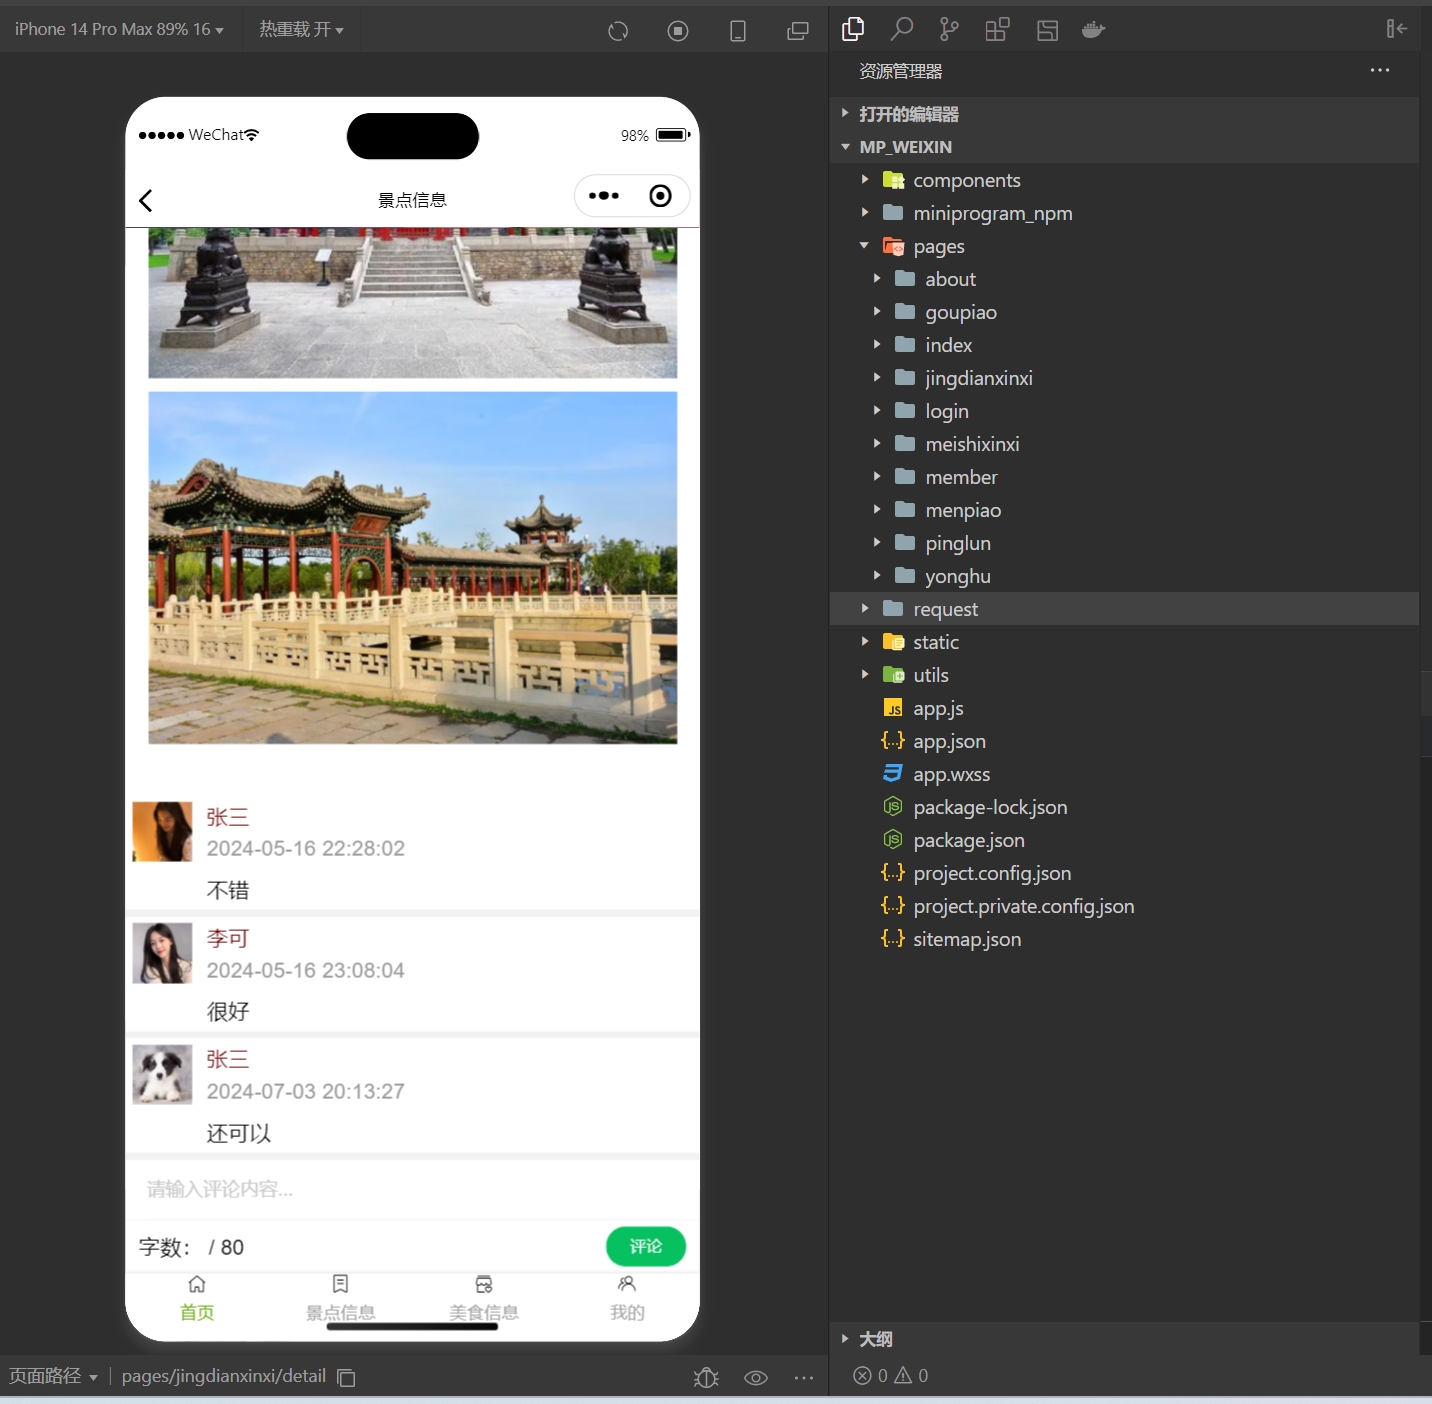 iPhone 14 Pro Max 89% 16
热重载 开
WeChat
98%
景点信息
张三
2024-05-16 22:28:02
不错
李可
2024-05-16 23:08:04
很好
张三
2024-07-03 20:13:27
还可以
请输入评论内容...
字数： / 80
评论
首页
景点信息
美食信息
我的
页面路径
pages/jingdianxinxi/detail
资源管理器
打开的编辑器
MP_WEIXIN
components
miniprogram_npm
pages
about
goupiao
index
jingdianxinxi
login
meishixinxi
member
menpiao
pinglun
yonghu
request
static
utils
JS app.js
{...} app.json
app.wxss
package-lock.json
package.json
{...} project.config.json
{...} project.private.config.json
{...} sitemap.json
大纲
0 0